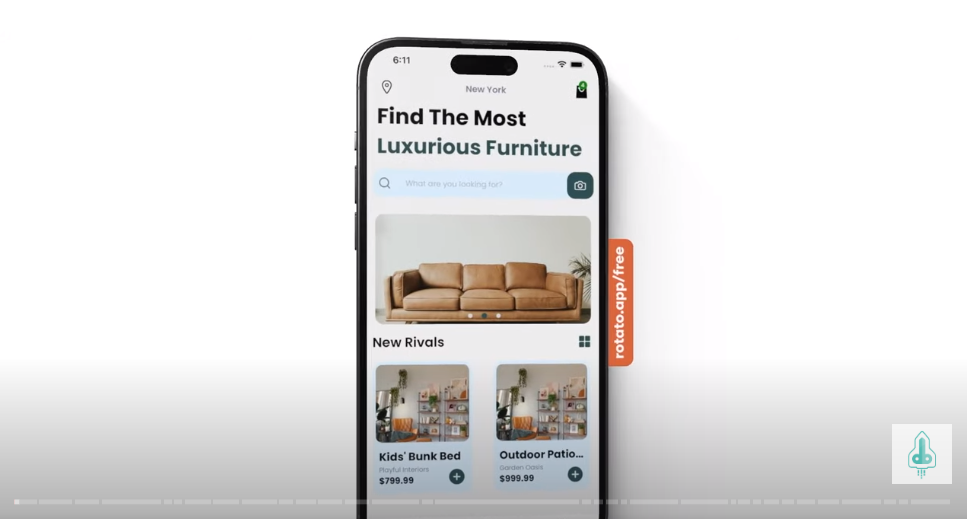 6:11
New York
Find The Most
Luxurious Furniture
What are you looking for?
New Rivals
Kids' Bunk Bed
Playful Interiors
$799.99
Outdoor Patio...
Garden Oasis
$999.99
rotato.app/free